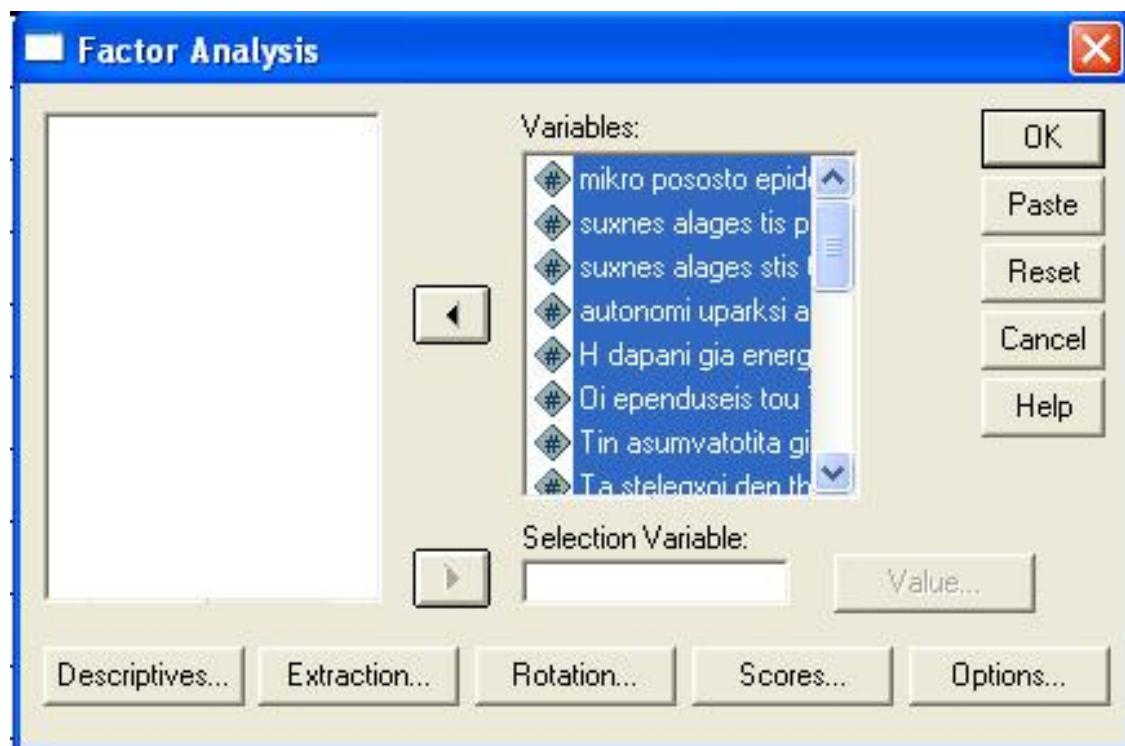 Factor Analysis
Variables:
# mikro pososto epid
# suxnes alages tis p
# suxnes alages stis
# autonomi uparksi a
# H dapani gia energ
# Oi ependuseis tou
# Tin asumvatotita gi
# Ta stelegxoi den th
OK
Paste
Reset
Cancel
Help
Selection Variable:
Value...
Descriptives... Extraction... Rotation... Scores... Options...